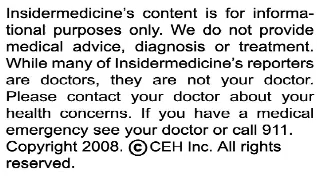 Insidermedicine's content is for informa-
tional purposes only. We do not provide
medical advice, diagnosis or treatment.
While many of Insidermedicine's reporters
are doctors, they are not your doctor.
Please contact your doctor about your
health concerns. If you have a medical
emergency see your doctor or call 911.
Copyright 2008. ©CEH Inc. All rights
reserved.